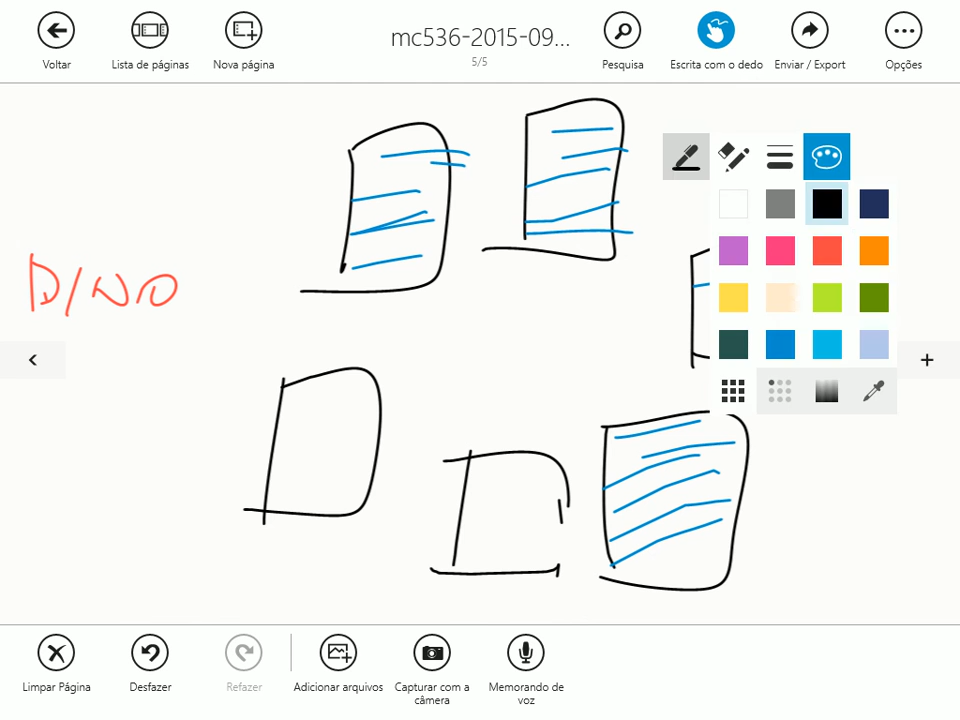 Voltar
Lista de páginas
Nova página
mc536-2015-09...
5/5
Pesquisa
Escrita com o dedo
Enviar / Export
Opções
D/NO
Limpar Página
Desfazer
Refazer
Adicionar arquivos
Capturar com a
câmera
Memorando de
voz